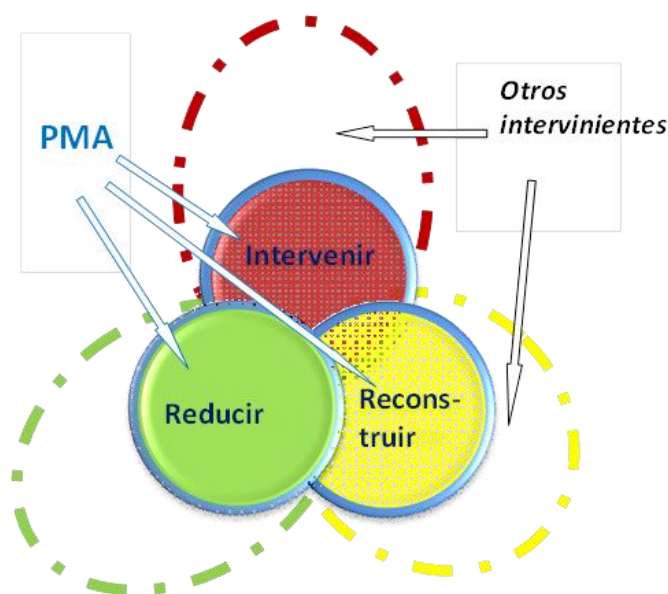 Otros
intervinientes
PMA
Intervenir
Reducir
Recons-
truir